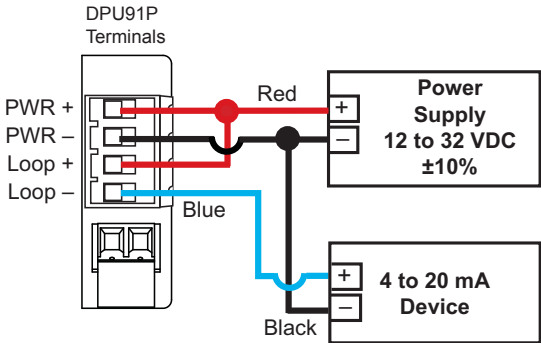 DPU91P
Terminals
PWR +
PWR –
Loop +
Loop –
Red
Blue
Black
+
–
Power
Supply
12 to 32 VDC
±10%
+
–
4 to 20 mA
Device